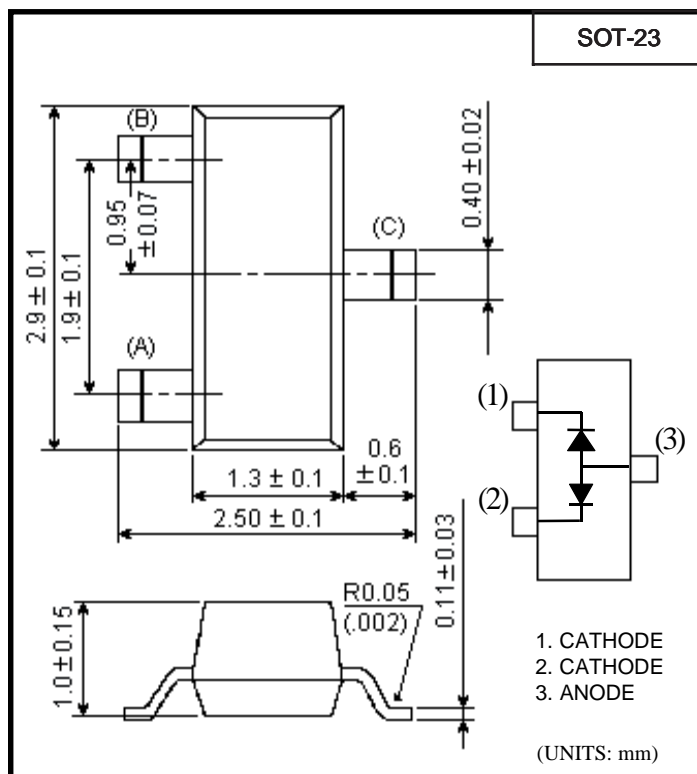 SOT-23
(B)
0.95
±0.07
1.9 ± 0.1
2.9 ± 0.1
(A)
(C)
0.40 ±0.02
1.3 ± 0.1
0.6
±0.1
2.50 ± 0.1
(1)
(2)
(3)
1.0±0.15
R0.05
(.002)
0.11±0.03
1. CATHODE
2. CATHODE
3. ANODE
(UNITS: mm)